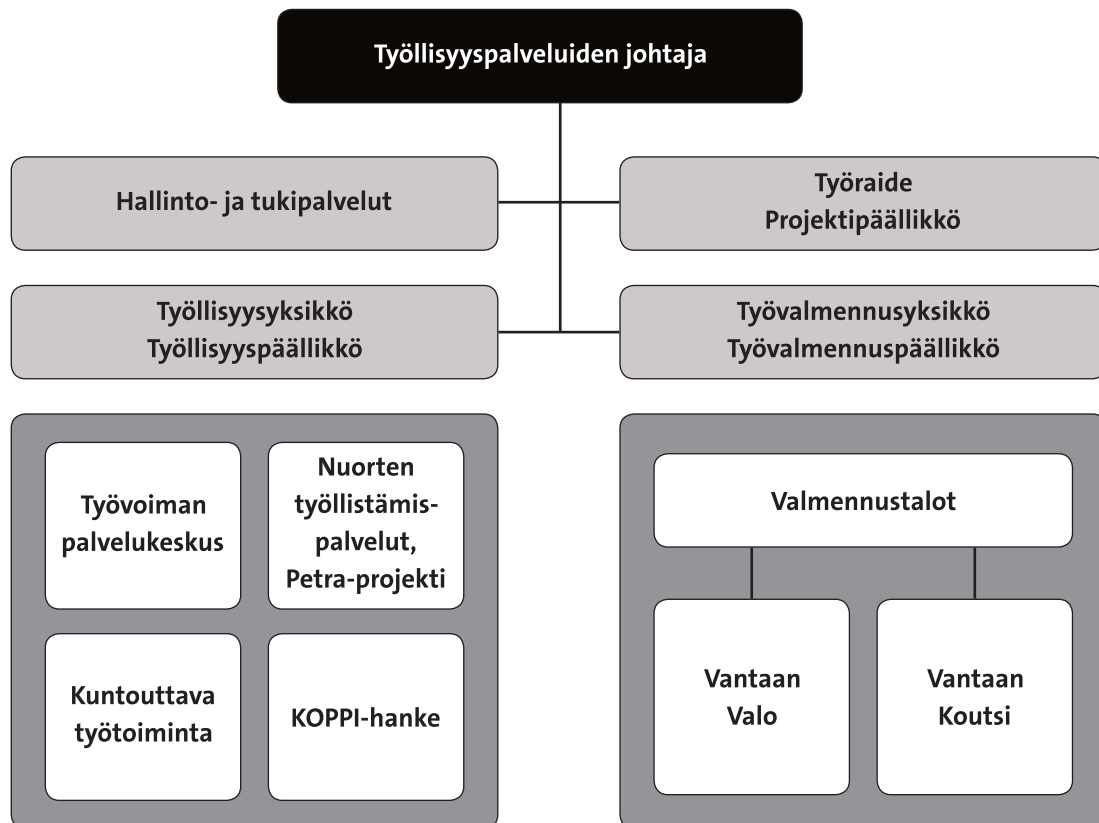 Työllisyyspalveluiden johtaja
Hallinto- ja tukipalvelut
Työraide
Projektipäällikkö
Työllisyysyksikkö
Työllisyyspäällikkö
Työvalmennusyksikkö
Työvalmennuspäällikkö
Työvoiman
palvelukeskus
Nuorten
työllistämis-
palvelut,
Petra-projekti
Kuntouttava
työtoiminta
KOPPI-hanke
Valmennustalot
Vantaan
Valo
Vantaan
Koutsi